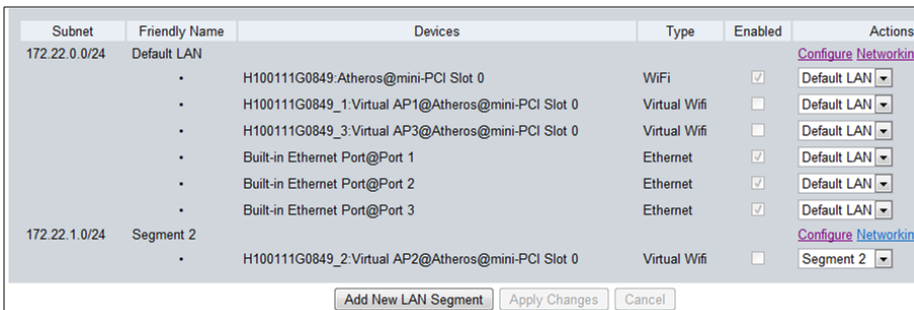 Subnet Friendly Name Devices Type Enabled Actions
172.22.0.0/24 Default LAN Configure Networkin
• H100111G0849:Atheros@mini-PCI Slot 0 WiFi Default LAN
• H100111G0849_1:Virtual AP1@Atheros@mini-PCI Slot 0 Virtual Wifi Default LAN
• H100111G0849_3:Virtual AP3@Atheros@mini-PCI Slot 0 Virtual Wifi Default LAN
• Built-in Ethernet Port@Port 1 Ethernet Default LAN
• Built-in Ethernet Port@Port 2 Ethernet Default LAN
• Built-in Ethernet Port@Port 3 Ethernet Default LAN
172.22.1.0/24 Segment 2 Configure Networkin
• H100111G0849_2:Virtual AP2@Atheros@mini-PCI Slot 0 Virtual Wifi Segment 2
Add New LAN Segment Apply Changes Cancel